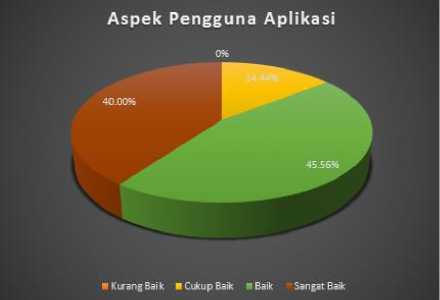 Aspek Pengguna Aplikasi
0%
14.44%
40.00%
45.56%
Kurang Baik Cukup Baik Baik Sangat Baik